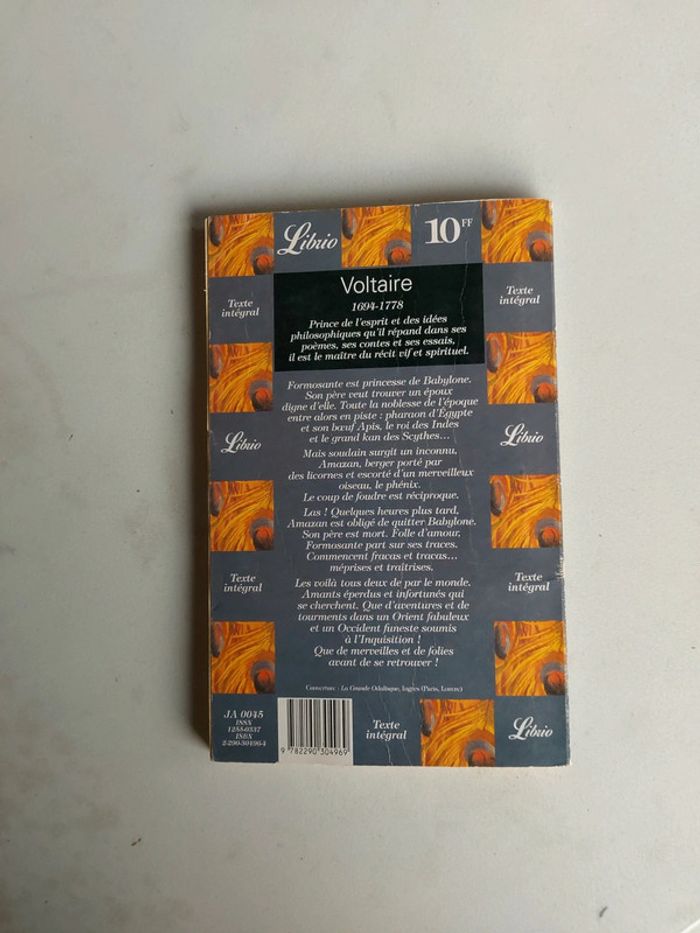 Librio
10FF
Voltaire
1694-1778
Prince de l'esprit et des idées
philosophiques qu'il répand dans ses
poèmes, ses contes et ses essais,
il est le maître du récit vif et spirituel.
Texte
intégral
Texte
intégral
Formosante est princesse de Babylone.
Son père veut trouver un époux
digne d'elle. Toute la noblesse de l'époque
entre alors en piste : pharaon d'Égypte
et son bœuf Apis, le roi des Indes
et le grand kan des Scythes...
Librio
Librio
Mais soudain surgit un inconnu,
Amazan, berger porté par
des licornes et escorté d'un merveilleux
oiseau, le phénix.
Le coup de foudre est réciproque.
Las ! Quelques heures plus tard,
Amazan est obligé de quitter Babylone.
Son père est mort. Folle d'amour,
Formosante part sur ses traces.
Commencent fracas et tracas...
méprises et traîtrises.
Texte
intégral
Texte
intégral
Les voilà tous deux de par le monde.
Amants éperdus et infortunés qui
se cherchent. Que d'aventures et de
tourments dans un Orient fabuleux
et un Occident funeste soumis
à l'Inquisition !
Que de merveilles et de folies
avant de se retrouver !
Couverture : La Grande Odalisque, Ingres (Paris, Louvre)
JA 0045
ISSN
1255-0337
ISBN
2-290-30496-4
9 782290 304969
Texte
intégral
Librio